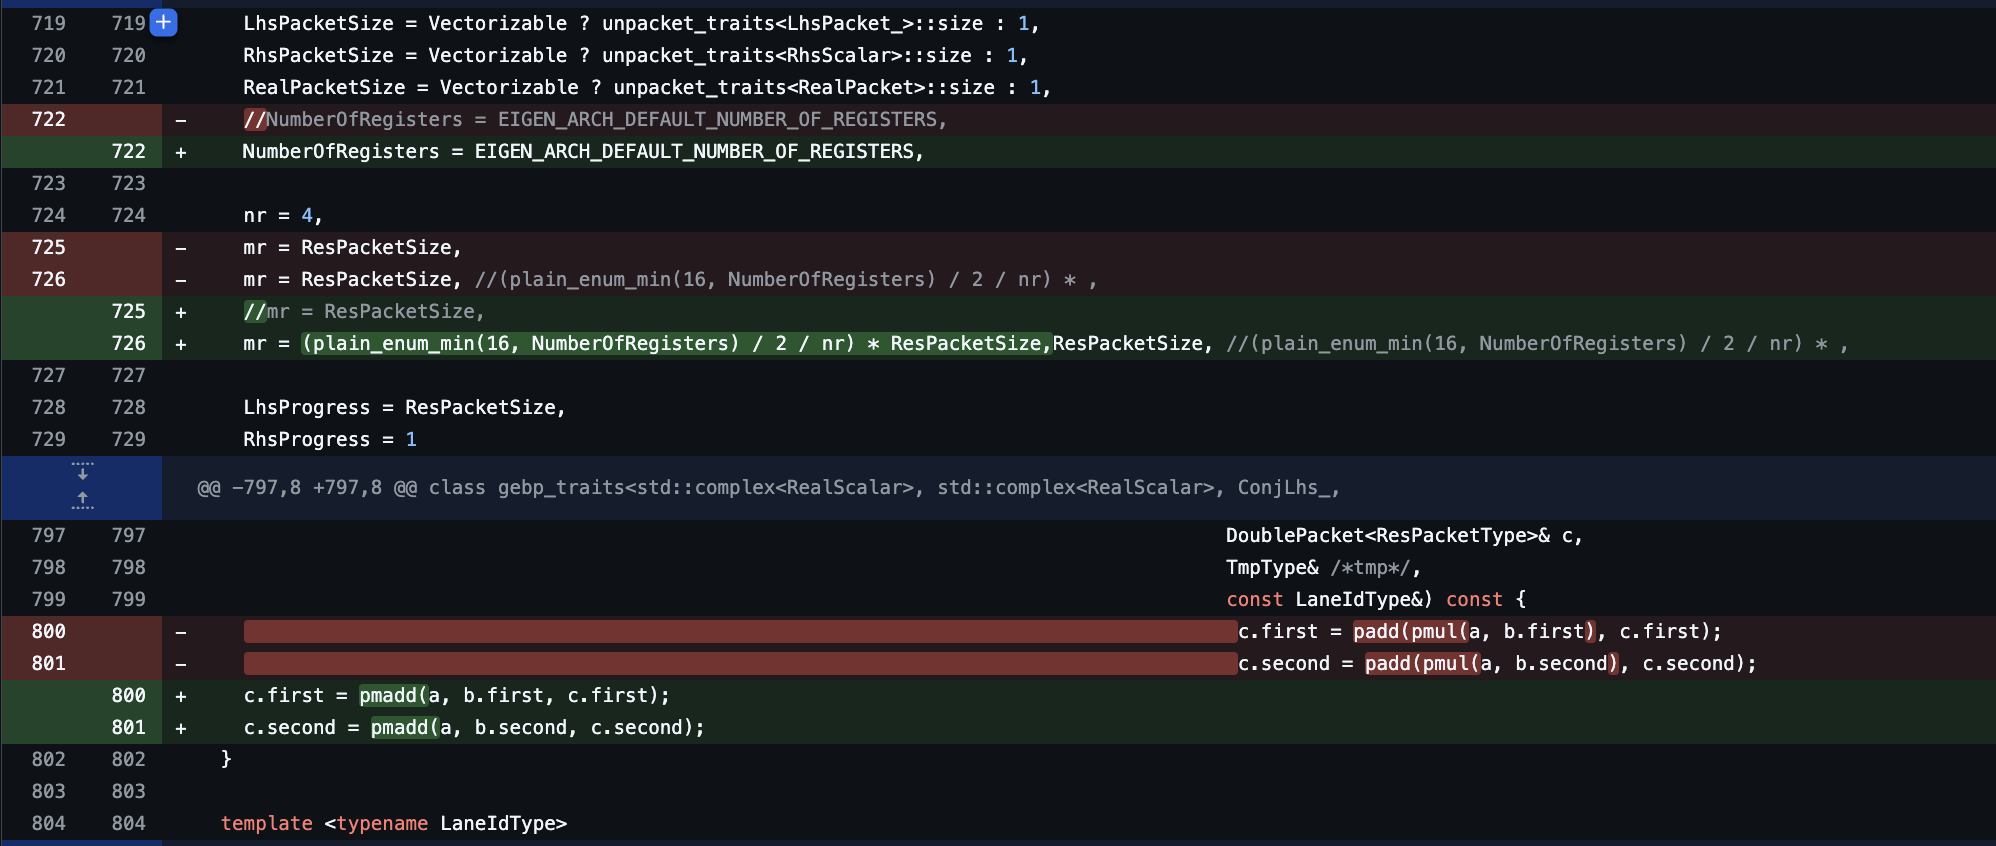 719 719 + LhsPacketSize = Vectorizable ? unpacket_traits<LhsPacket_>::size : 1,
720 720 RhsPacketSize = Vectorizable ? unpacket_traits<RhsScalar>::size : 1,
721 721 RealPacketSize = Vectorizable ? unpacket_traits<RealPacket>::size : 1,
722 - //NumberOfRegisters = EIGEN_ARCH_DEFAULT_NUMBER_OF_REGISTERS,
722 + NumberOfRegisters = EIGEN_ARCH_DEFAULT_NUMBER_OF_REGISTERS,
723 723
724 724 nr = 4,
725 - mr = ResPacketSize,
726 - mr = ResPacketSize, //(plain_enum_min(16, NumberOfRegisters) / 2 / nr) * ,
725 + //mr = ResPacketSize,
726 + mr = (plain_enum_min(16, NumberOfRegisters) / 2 / nr) * ResPacketSize,ResPacketSize, //(plain_enum_min(16, NumberOfRegisters) / 2 / nr) * ,
727 727
728 728 LhsProgress = ResPacketSize,
729 729 RhsProgress = 1
@@ -797,8 +797,8 @@ class gebp_traits<std::complex<RealScalar>, std::complex<RealScalar>, ConjLhs_,
797 797 DoublePacket<ResPacketType>& c,
798 798 TmpType& /*tmp*/,
799 799 const LaneIdType&) const {
800 - c.first = padd(pmul(a, b.first), c.first);
801 - c.second = padd(pmul(a, b.second), c.second);
800 + c.first = pmadd(a, b.first, c.first);
801 + c.second = pmadd(a, b.second, c.second);
802 802 }
803 803
804 804 template <typename LaneIdType>